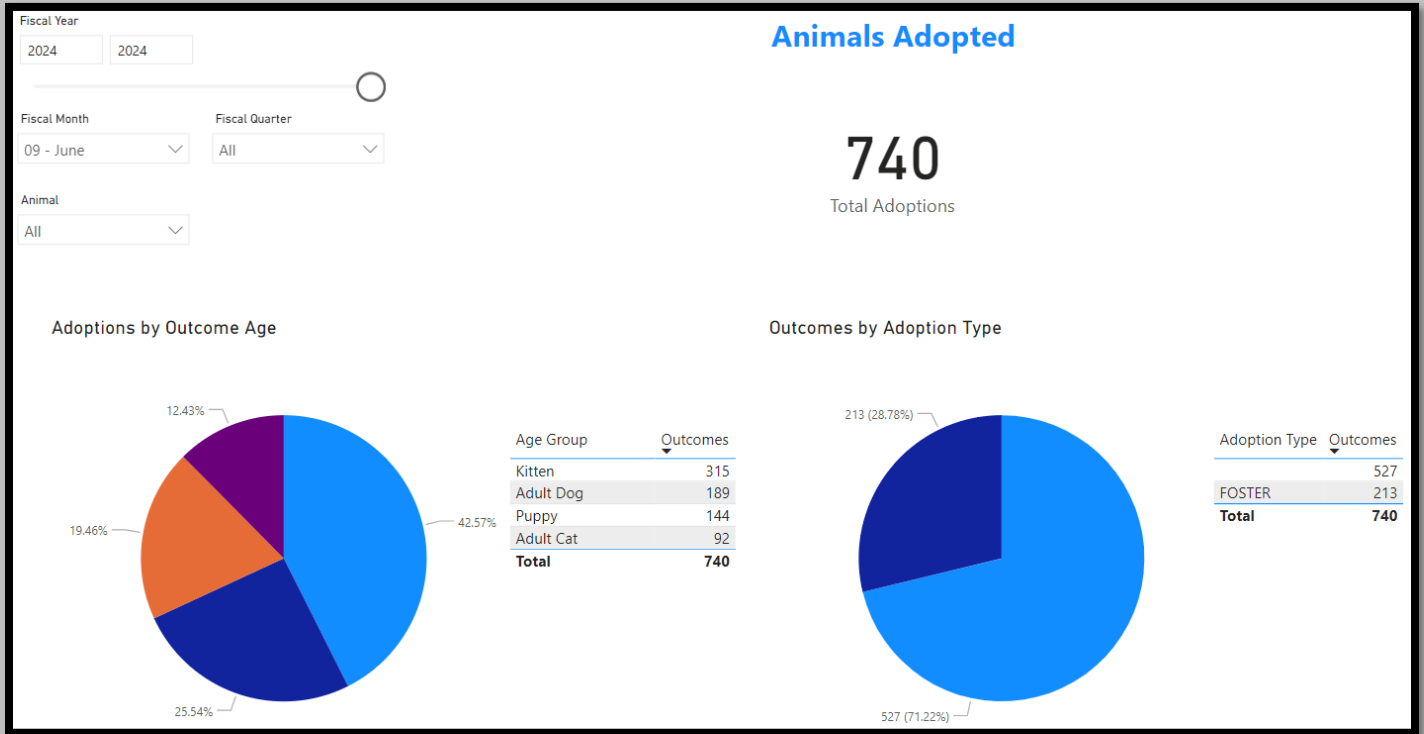 Fiscal Year
2024 2024
Animals Adopted
Fiscal Month Fiscal Quarter
09 - June All
740
Total Adoptions
Animal
All
Adoptions by Outcome Age
12.43%
19.46%
42.57%
25.54%
Age Group Outcomes
Kitten 315
Adult Dog 189
Puppy 144
Adult Cat 92
Total 740
Outcomes by Adoption Type
213 (28.78%)
527 (71.22%)
Adoption Type Outcomes
527
FOSTER 213
Total 740